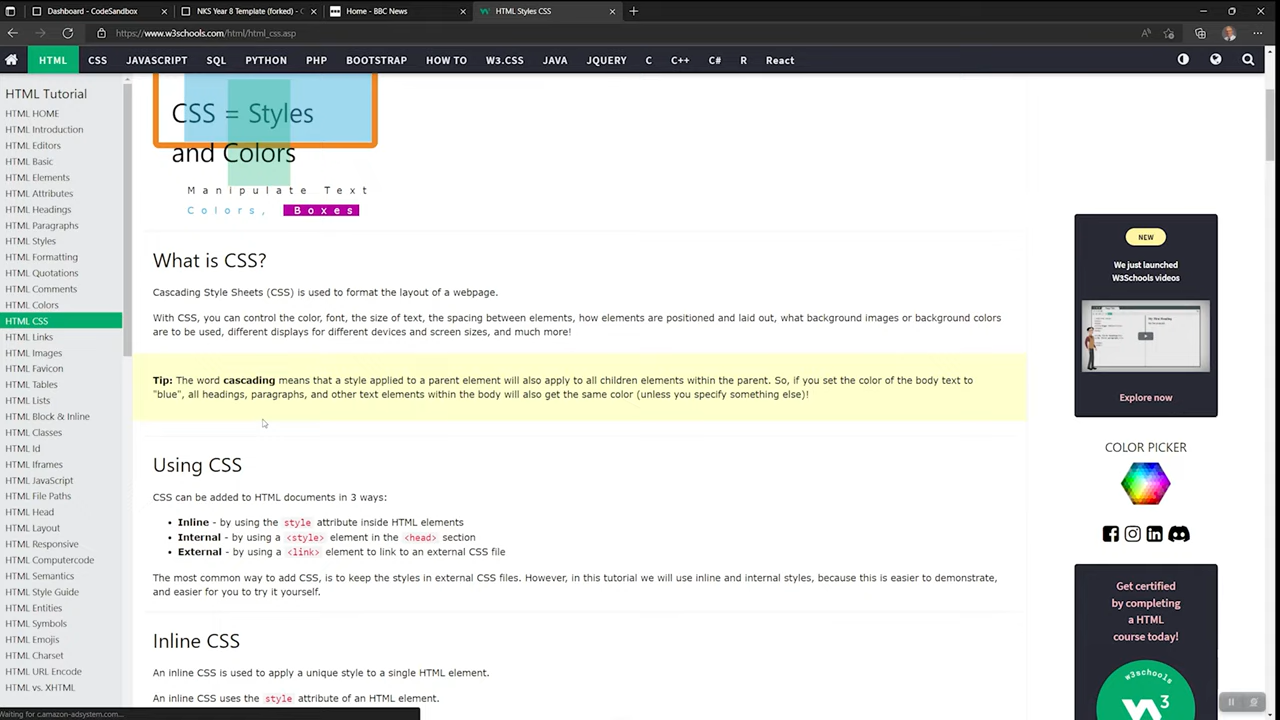 Dashboard - CodeSandbox
NKS Year 8 Template (forked) - C
Home - BBC News
HTML Styles CSS
https://www.w3schools.com/html/html_css.asp
HTML CSS JAVASCRIPT SQL PYTHON PHP BOOTSTRAP HOW TO W3.CSS JAVA JQUERY C C++ C# R React
HTML Tutorial
HTML HOME
HTML Introduction
HTML Editors
HTML Basic
HTML Elements
HTML Attributes
HTML Headings
HTML Paragraphs
HTML Styles
HTML Formatting
HTML Quotations
HTML Comments
HTML Colors
HTML CSS
HTML Links
HTML Images
HTML Favicon
HTML Tables
HTML Lists
HTML Block & Inline
HTML Classes
HTML Id
HTML Iframes
HTML JavaScript
HTML File Paths
HTML Head
HTML Layout
HTML Responsive
HTML Computercode
HTML Semantics
HTML Style Guide
HTML Entities
HTML Symbols
HTML Emojis
HTML Charset
HTML URL Encode
HTML vs. XHTML
Waiting for c.amazon-adsystem.com...
CSS = Styles
and Colors
Manipulate Text
Colors, Boxes
What is CSS?
Cascading Style Sheets (CSS) is used to format the layout of a webpage.
With CSS, you can control the color, font, the size of text, the spacing between elements, how elements are positioned and laid out, what background images or background colors
are to be used, different displays for different devices and screen sizes, and much more!
Tip: The word cascading means that a style applied to a parent element will also apply to all children elements within the parent. So, if you set the color of the body text to
"blue", all headings, paragraphs, and other text elements within the body will also get the same color (unless you specify something else)!
Using CSS
CSS can be added to HTML documents in 3 ways:
• Inline - by using the style attribute inside HTML elements
• Internal - by using a <style> element in the <head> section
• External - by using a <link> element to link to an external CSS file
The most common way to add CSS, is to keep the styles in external CSS files. However, in this tutorial we will use inline and internal styles, because this is easier to demonstrate,
and easier for you to try it yourself.
Inline CSS
An inline CSS is used to apply a unique style to a single HTML element.
An inline CSS uses the style attribute of an HTML element.
NEW
We just launched
W3Schools videos
Explore now
COLOR PICKER
Get certified
by completing
a HTML
course today!
w3schools
3